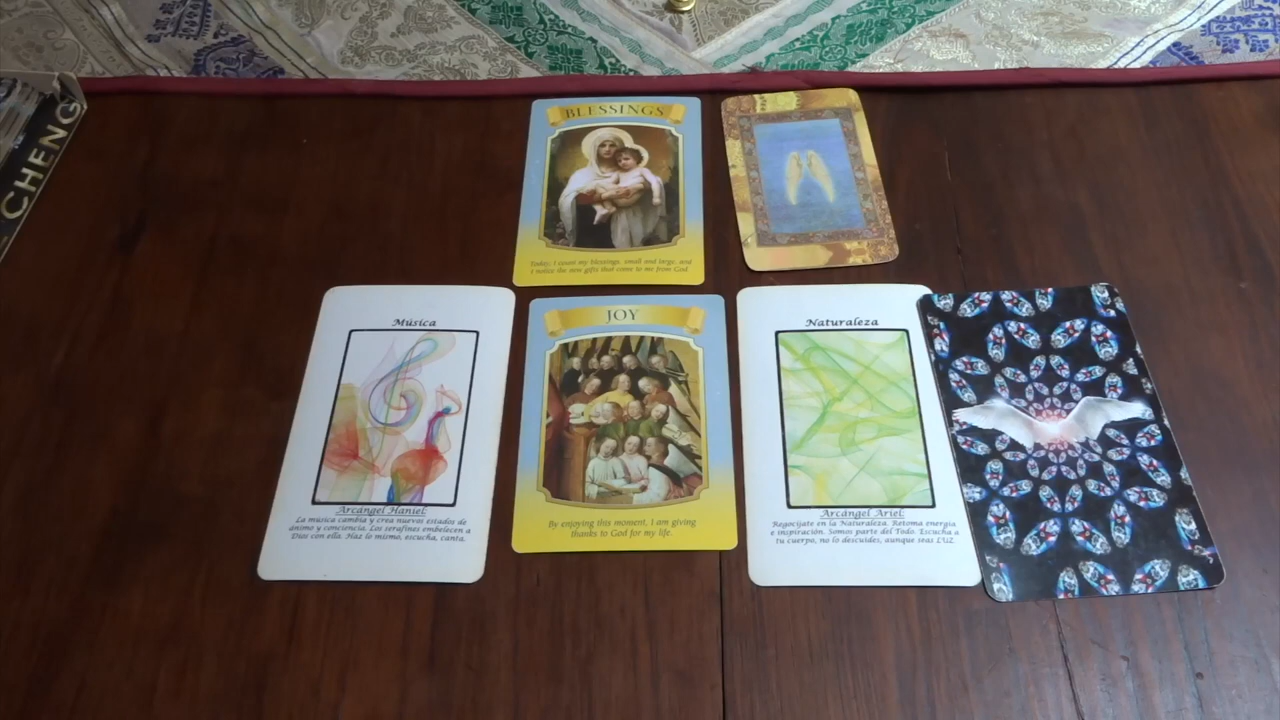 CHENG
BLESSINGS
Today, I count my blessings, small and large, and
I notice the new gifts that come to me from God.
Música
Arcángel Haniel:
La música cambia y crea nuevos estados de
ánimo y conciencia. Los serafines embelecen a
Dios con ella. Haz lo mismo, escucha, canta.
JOY
By enjoying this moment, I am giving
thanks to God for my life.
Naturaleza
Arcángel Ariel:
Regocíjate en la Naturaleza. Retoma energía
e inspiración. Somos parte del Todo. Escucha a
tu cuerpo, no lo descuides, aunque seas LUZ.